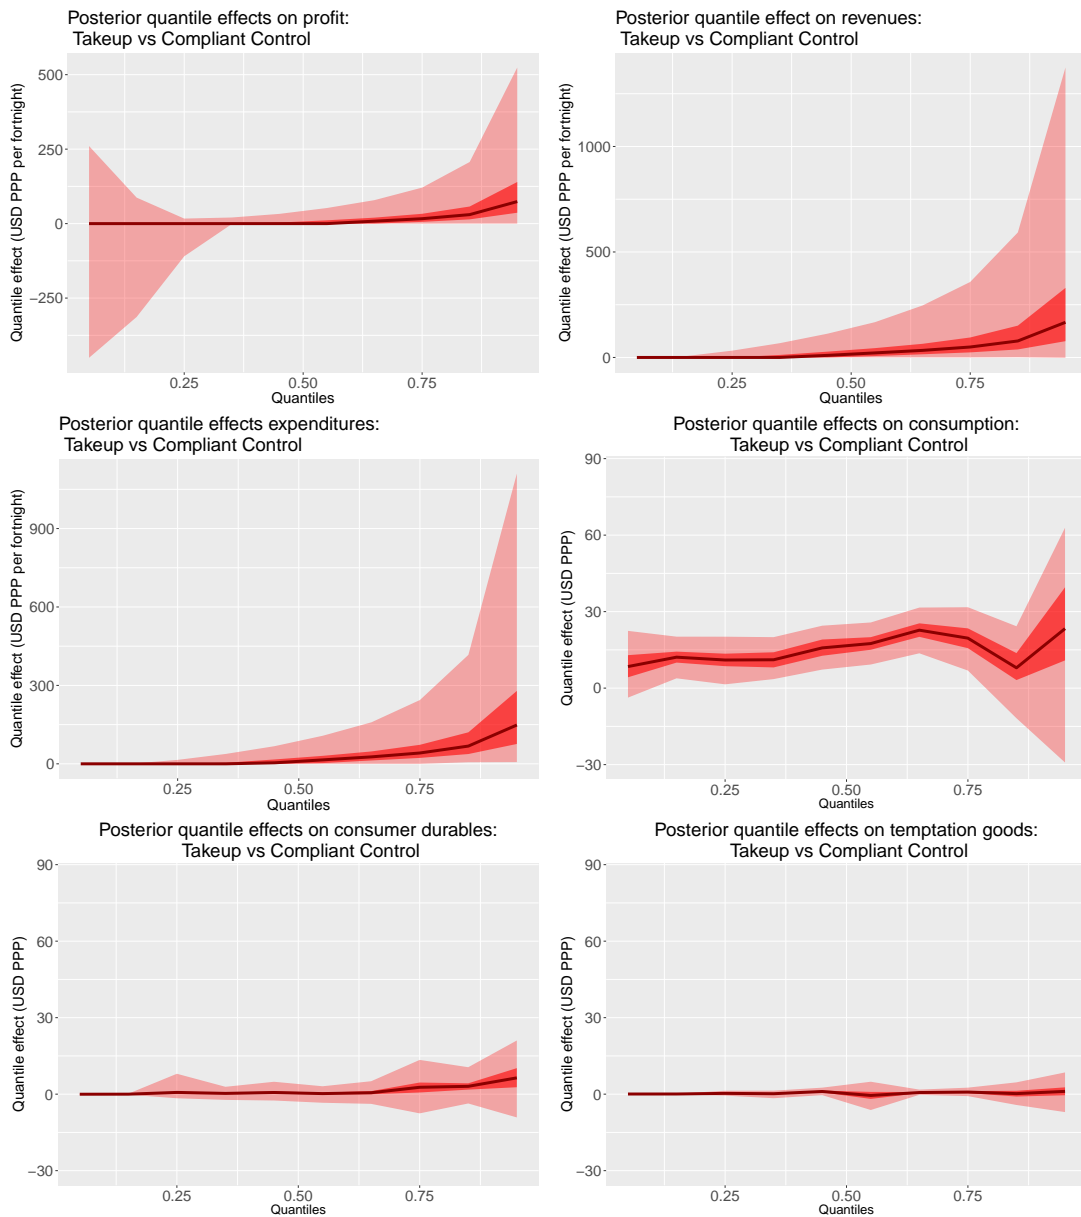 Posterior quantile effects on profit:
Takeup vs Compliant Control
Quantile effect (USD PPP per fortnight)
500
250
0
−250
0.25
0.50
0.75
Quantiles
Posterior quantile effect on revenues:
Takeup vs Compliant Control
Quantile effect (USD PPP per fortnight)
1000
500
0
0.25
0.50
0.75
Quantiles
Posterior quantile effects expenditures:
Takeup vs Compliant Control
Quantile effect (USD PPP per fortnight)
900
600
300
0
0.25
0.50
0.75
Quantiles
Posterior quantile effects on consumption:
Takeup vs Compliant Control
Quantile effect (USD PPP)
90
60
30
0
−30
0.25
0.50
0.75
Quantiles
Posterior quantile effects on consumer durables:
Takeup vs Compliant Control
Quantile effect (USD PPP)
90
60
30
0
−30
0.25
0.50
0.75
Quantiles
Posterior quantile effects on temptation goods:
Takeup vs Compliant Control
Quantile effect (USD PPP)
90
60
30
0
−30
0.25
0.50
0.75
Quantiles